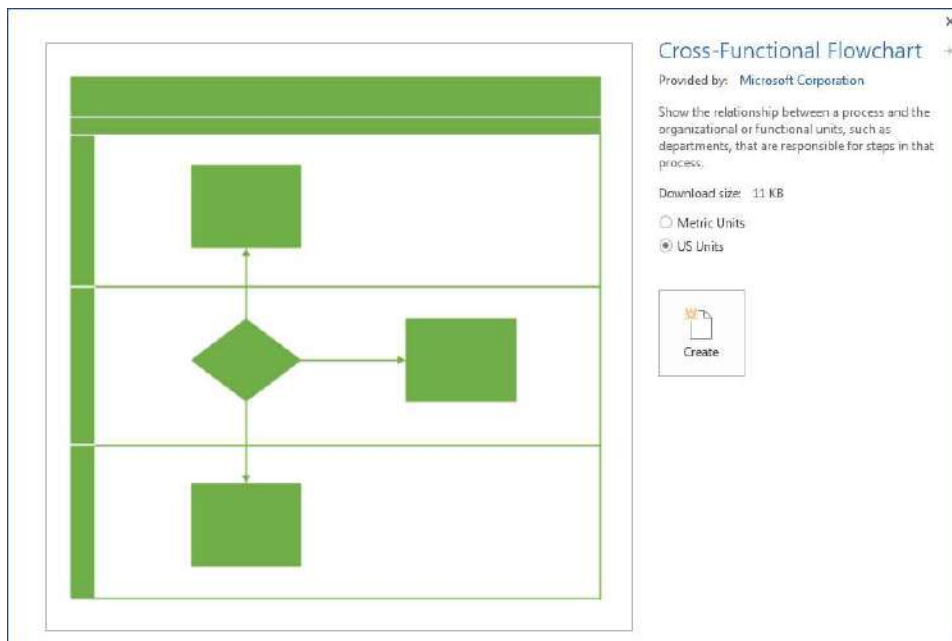 Cross-Functional Flowchart
Provided by: Microsoft Corporation
Show the relationship between a process and the
organizational or functional units, such as
departments, that are responsible for steps in that
process.
Download size: 11 KB
Metric Units
US Units
Create